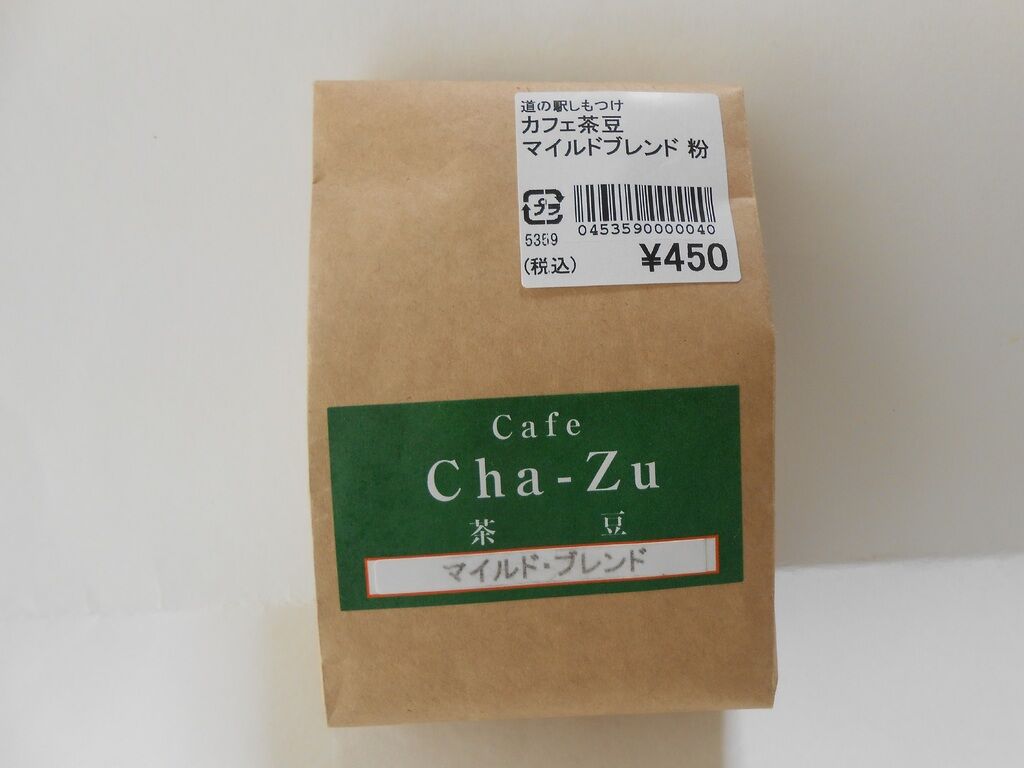 道の駅しもつけ
カフェ茶豆
マイルドブレンド 粉
プラ
0453590000040
5359
(税込)
¥450
Cafe
Cha-Zu
茶 豆
マイルド・ブレンド